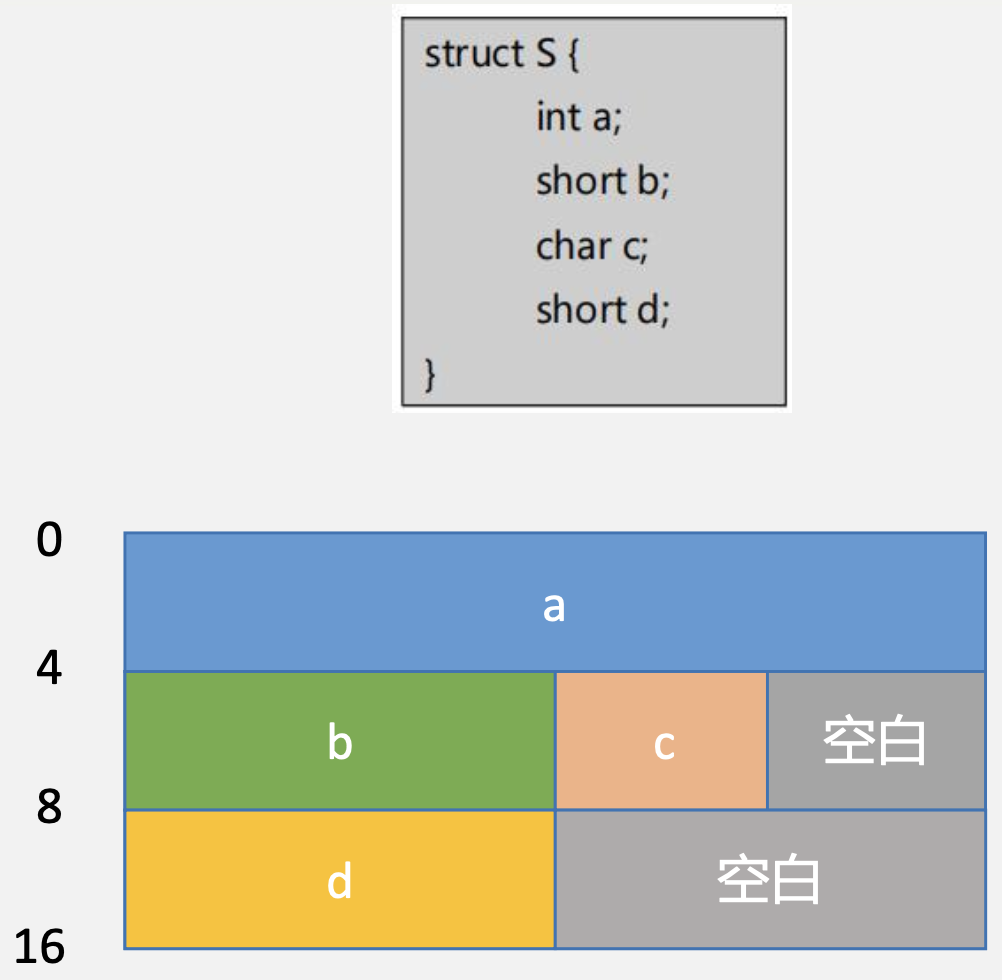 struct S {
int a;
short b;
char c;
short d;
}
0
a
4
b c 空白
8
d 空白
16